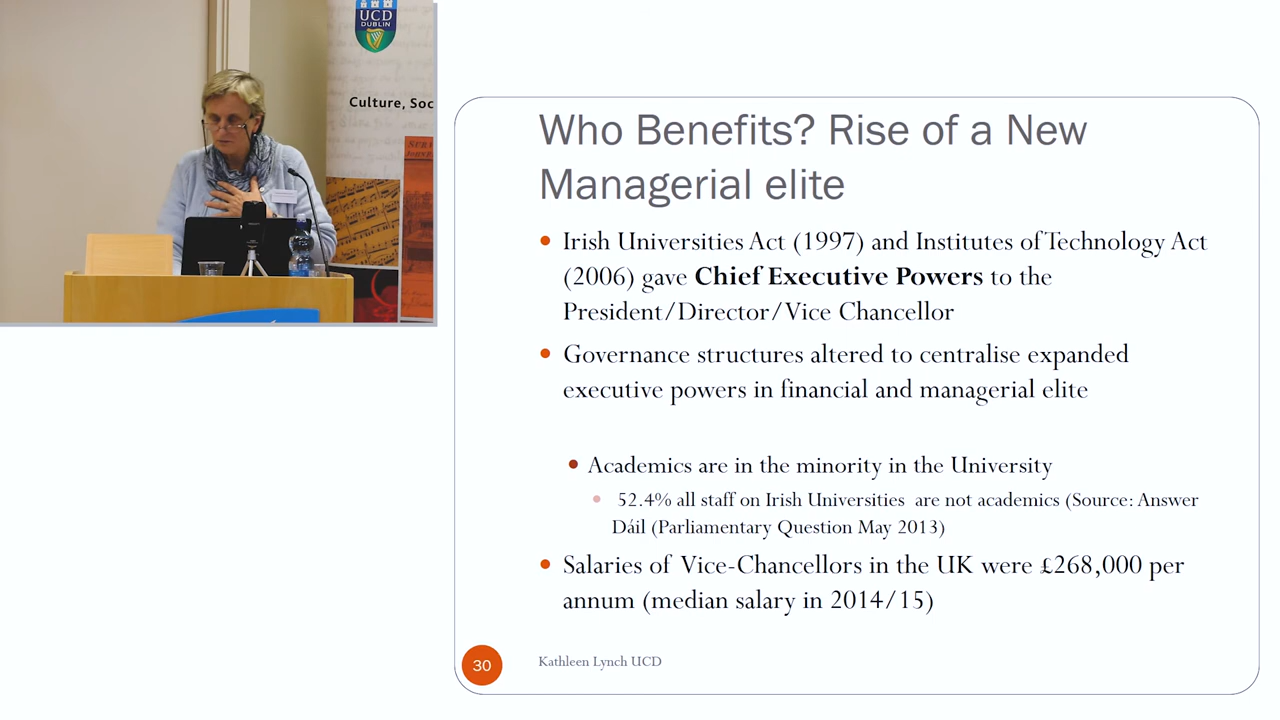 UCD
DUBLIN
Culture, Soc
Who Benefits? Rise of a New
Managerial elite
Irish Universities Act (1997) and Institutes of Technology Act
(2006) gave Chief Executive Powers to the
President/Director/Vice Chancellor
Governance structures altered to centralise expanded
executive powers in financial and managerial elite
Academics are in the minority in the University
52.4% all staff on Irish Universities are not academics (Source: Answer
Dáil (Parliamentary Question May 2013)
Salaries of Vice-Chancellors in the UK were £268,000 per
annum (median salary in 2014/15)
30
Kathleen Lynch UCD